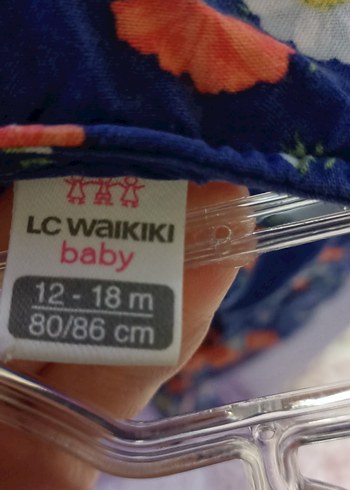 LC WAIKIKI
baby
12 - 18 m
80/86 cm